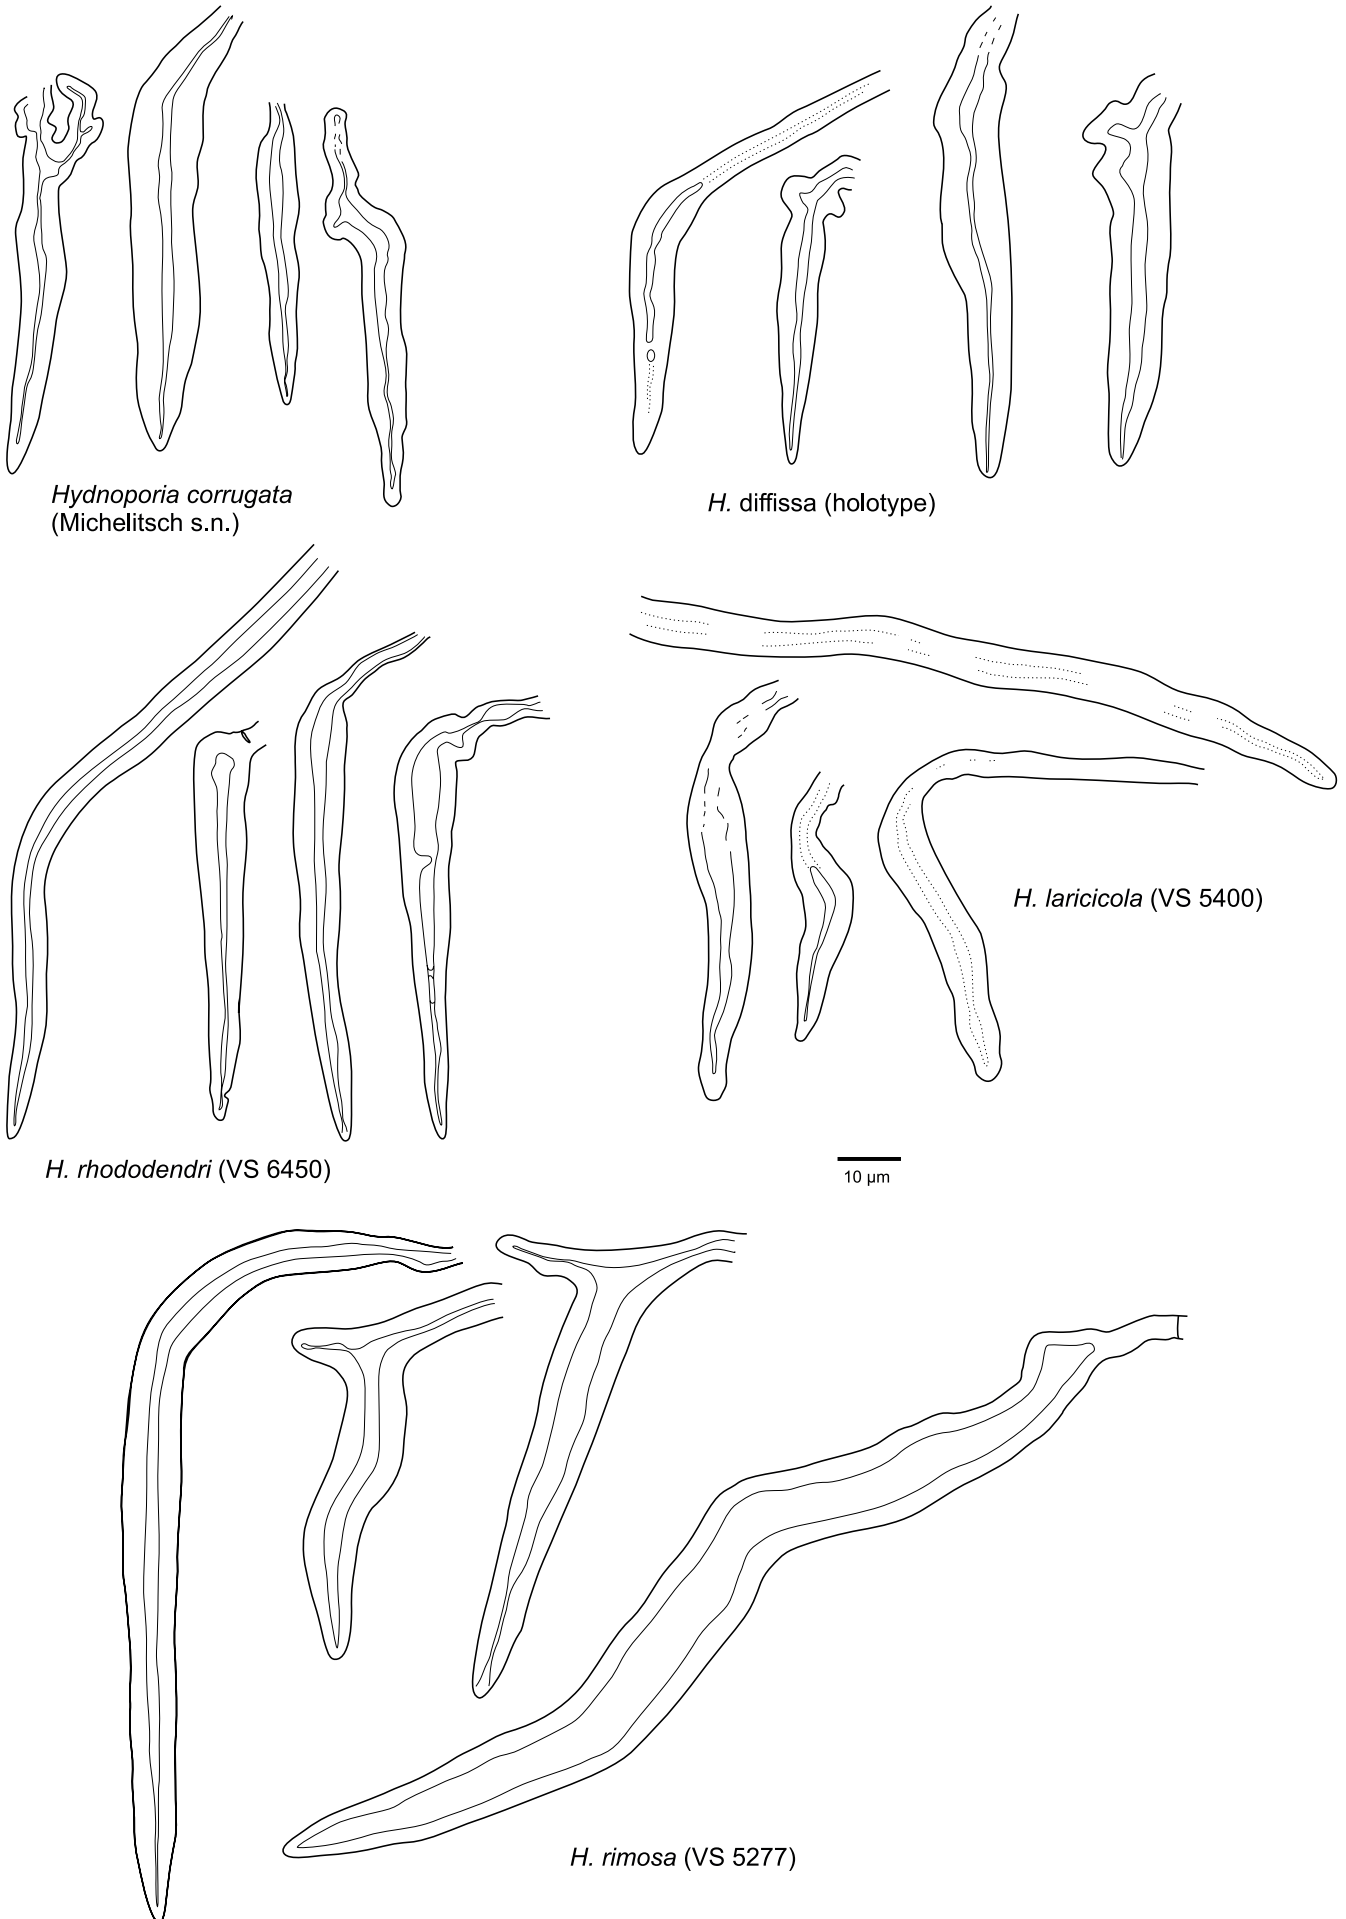 Hydnoporia corrugata
(Michelitsch s.n.)
H. diffissa (holotype)
H. laricicola (VS 5400)
H. rhododendri (VS 6450)
10 µm
H. rimosa (VS 5277)